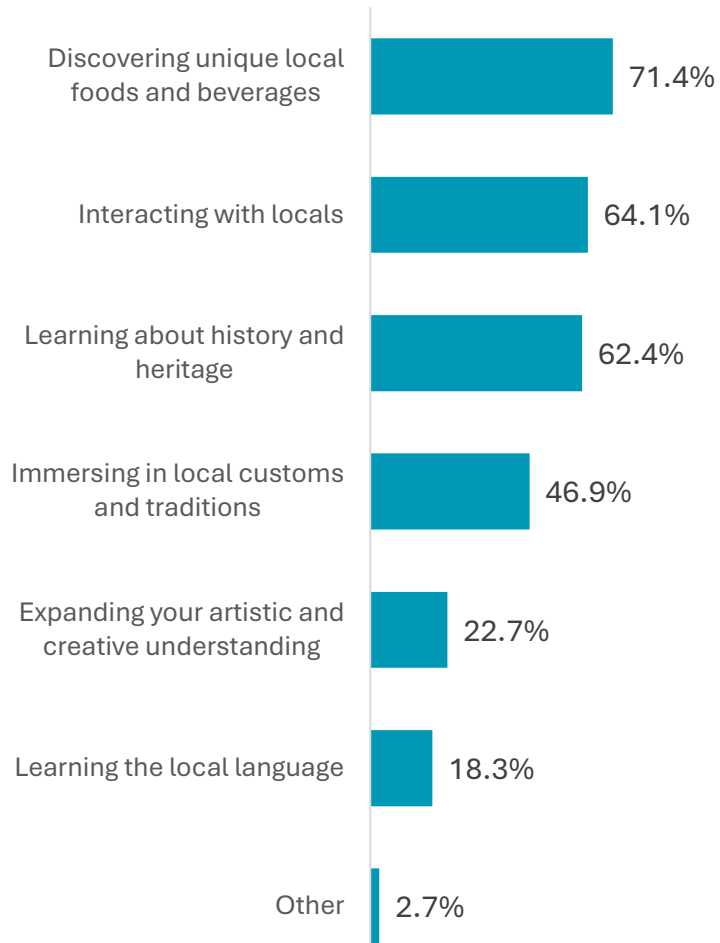 Discovering unique local
foods and beverages
71.4%
Interacting with locals
64.1%
Learning about history and
heritage
62.4%
Immersing in local customs
and traditions
46.9%
Expanding your artistic and
creative understanding
22.7%
Learning the local language
18.3%
Other
2.7%